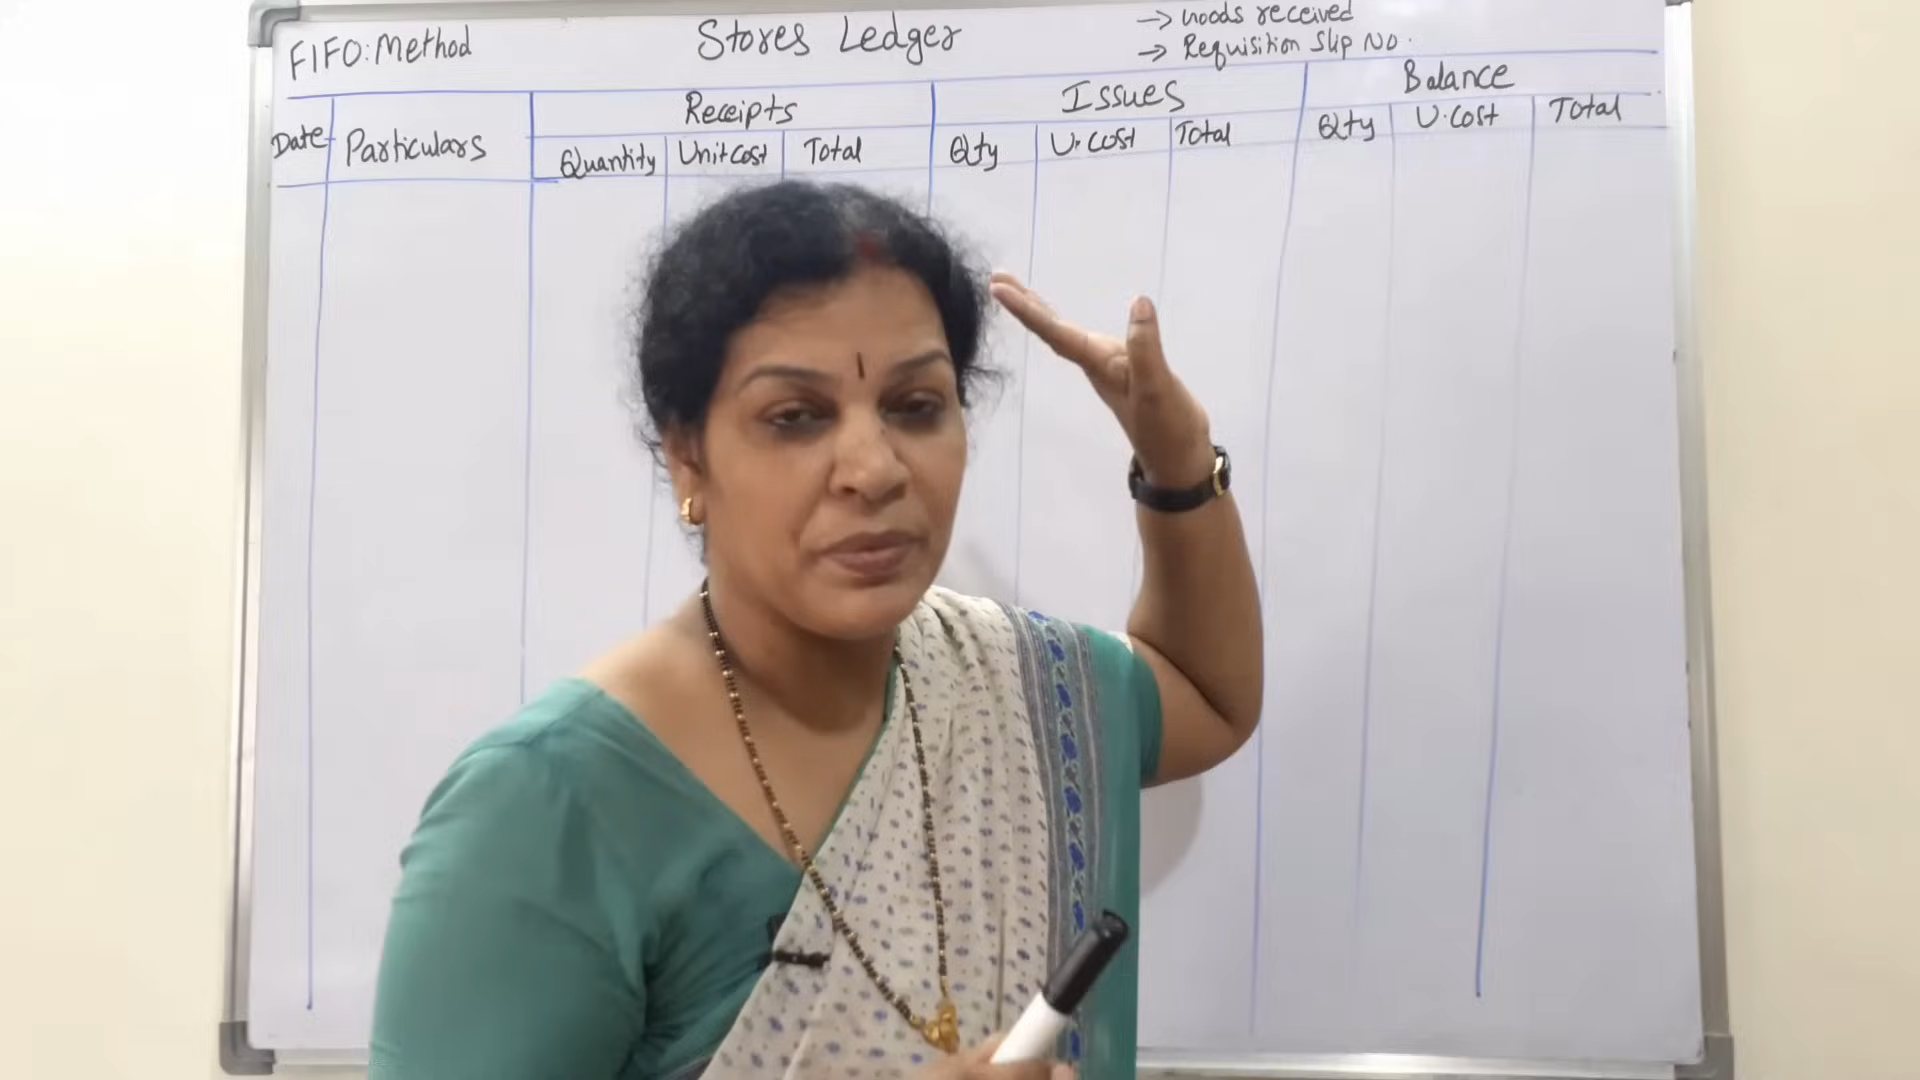 FIFO: Method
Stores Ledger
→ Goods received
→ Requisition Slip No.
Date
Particulars
Receipts
Issues
Balance
Quantity
Unit Cost
Total
Qty
U. Cost
Total
Qty
U. Cost
Total